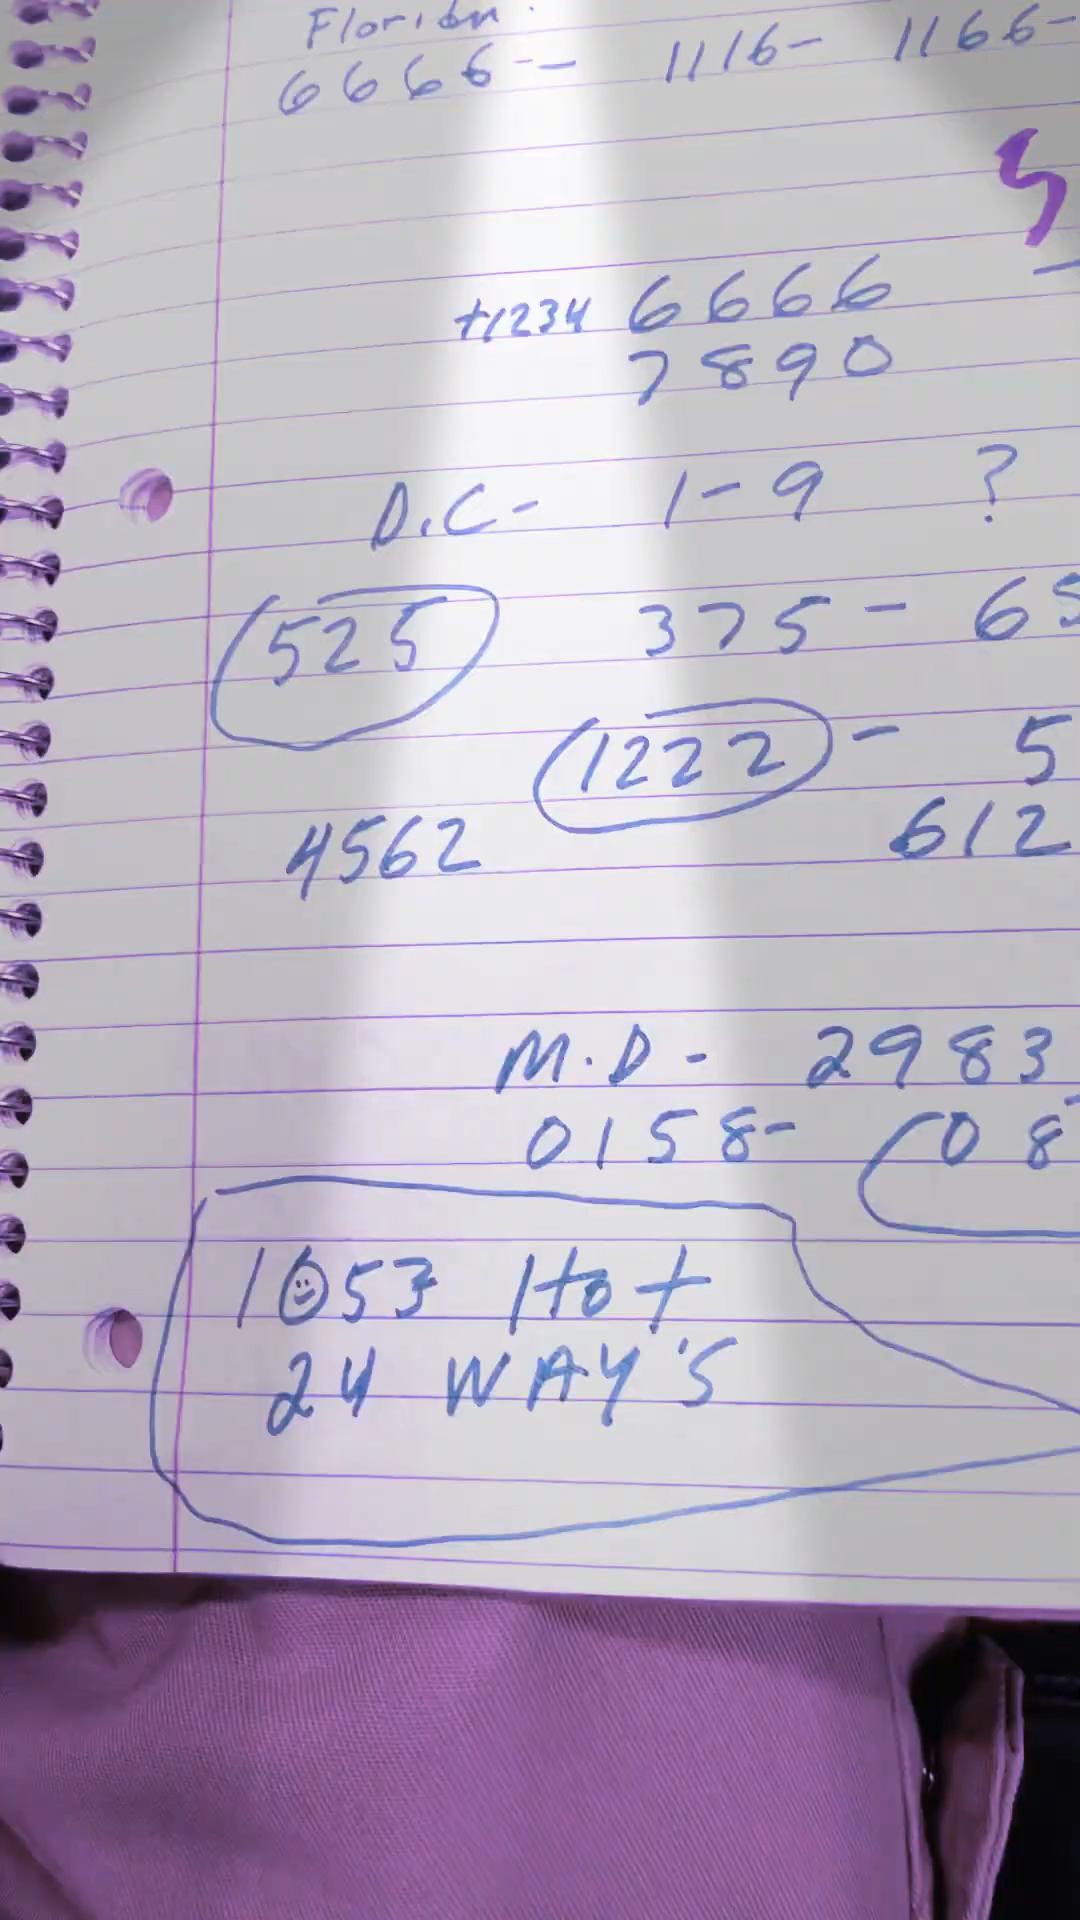 Florida.
6666-- 1116- 1166-
+1234 6666 -
7890
D.C- 1-9 ?
525 375-65
1222 - 5
4562 612
M.D- 2983
0158- 08
1053 Hot
24 WAY'S